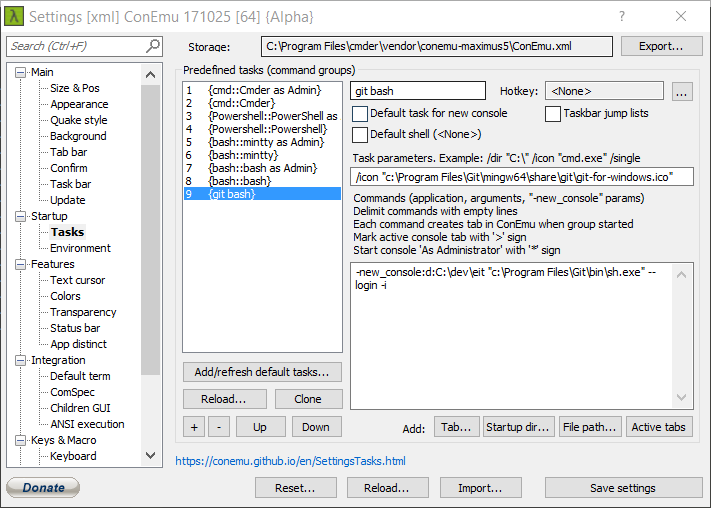 λ Settings [xml] ConEmu 171025 [64] {Alpha} ? ×
Search (Ctrl+F)
Storage: C:\Program Files\cmder\vendor\conemu-maximus5\ConEmu.xml Export...
Main
Size & Pos
Appearance
Quake style
Background
Tab bar
Confirm
Task bar
Update
Startup
Tasks
Environment
Features
Text cursor
Colors
Transparency
Status bar
App distinct
Integration
Default term
ComSpec
Children GUI
ANSI execution
Keys & Macro
Keyboard
Predefined tasks (command groups)
1 {cmd::Cmder as Admin}
2 {cmd::Cmder}
3 {Powershell::PowerShell as
4 {Powershell::Powershell}
5 {bash::mintty as Admin}
6 {bash::mintty}
7 {bash::bash as Admin}
8 {bash::bash}
9 {git bash}
Add/refresh default tasks...
Reload... Clone
+ - Up Down
git bash Hotkey: <None> ...
Default task for new console Taskbar jump lists
Default shell (<None>)
Task parameters. Example: /dir "C:\" /icon "cmd.exe" /single
/icon "c:\Program Files\Git\mingw64\share\git\git-for-windows.ico"
Commands (application, arguments, "-new_console" params)
Delimit commands with empty lines
Each command creates tab in ConEmu when group started
Mark active console tab with '>' sign
Start console 'As Administrator' with '*' sign
-new_console:d:C:\dev\eit "c:\Program Files\Git\bin\sh.exe" --
login -i
Add: Tab... Startup dir... File path... Active tabs
https://conemu.github.io/en/SettingsTasks.html
Donate Reset... Reload... Import... Save settings